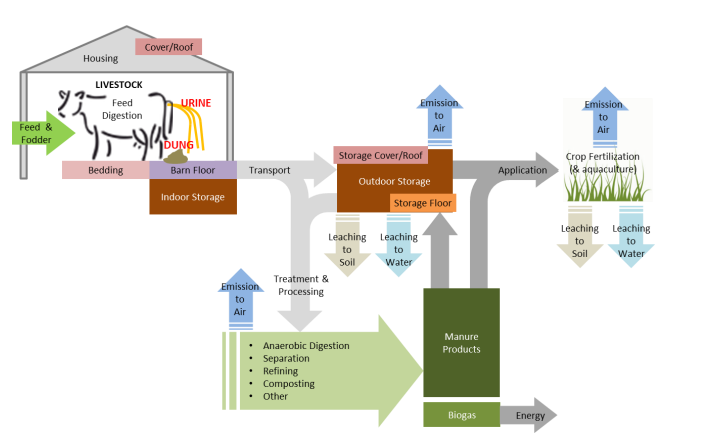 Cover/Roof
Housing
LIVESTOCK
Feed
Digestion
URINE
Feed &
Fodder
DUNG
Bedding
Barn Floor
Transport
Indoor Storage
Storage Cover/Roof
Outdoor Storage
Storage Floor
Emission
to
Air
Application
Emission
to
Air
Crop Fertilization
(& aquaculture)
Leaching
to
Soil
Leaching
to
Water
Leaching
to
Soil
Leaching
to
Water
Treatment &
Processing
Emission
to
Air
• Anaerobic Digestion
• Separation
• Refining
• Composting
• Other
Manure
Products
Biogas
Energy